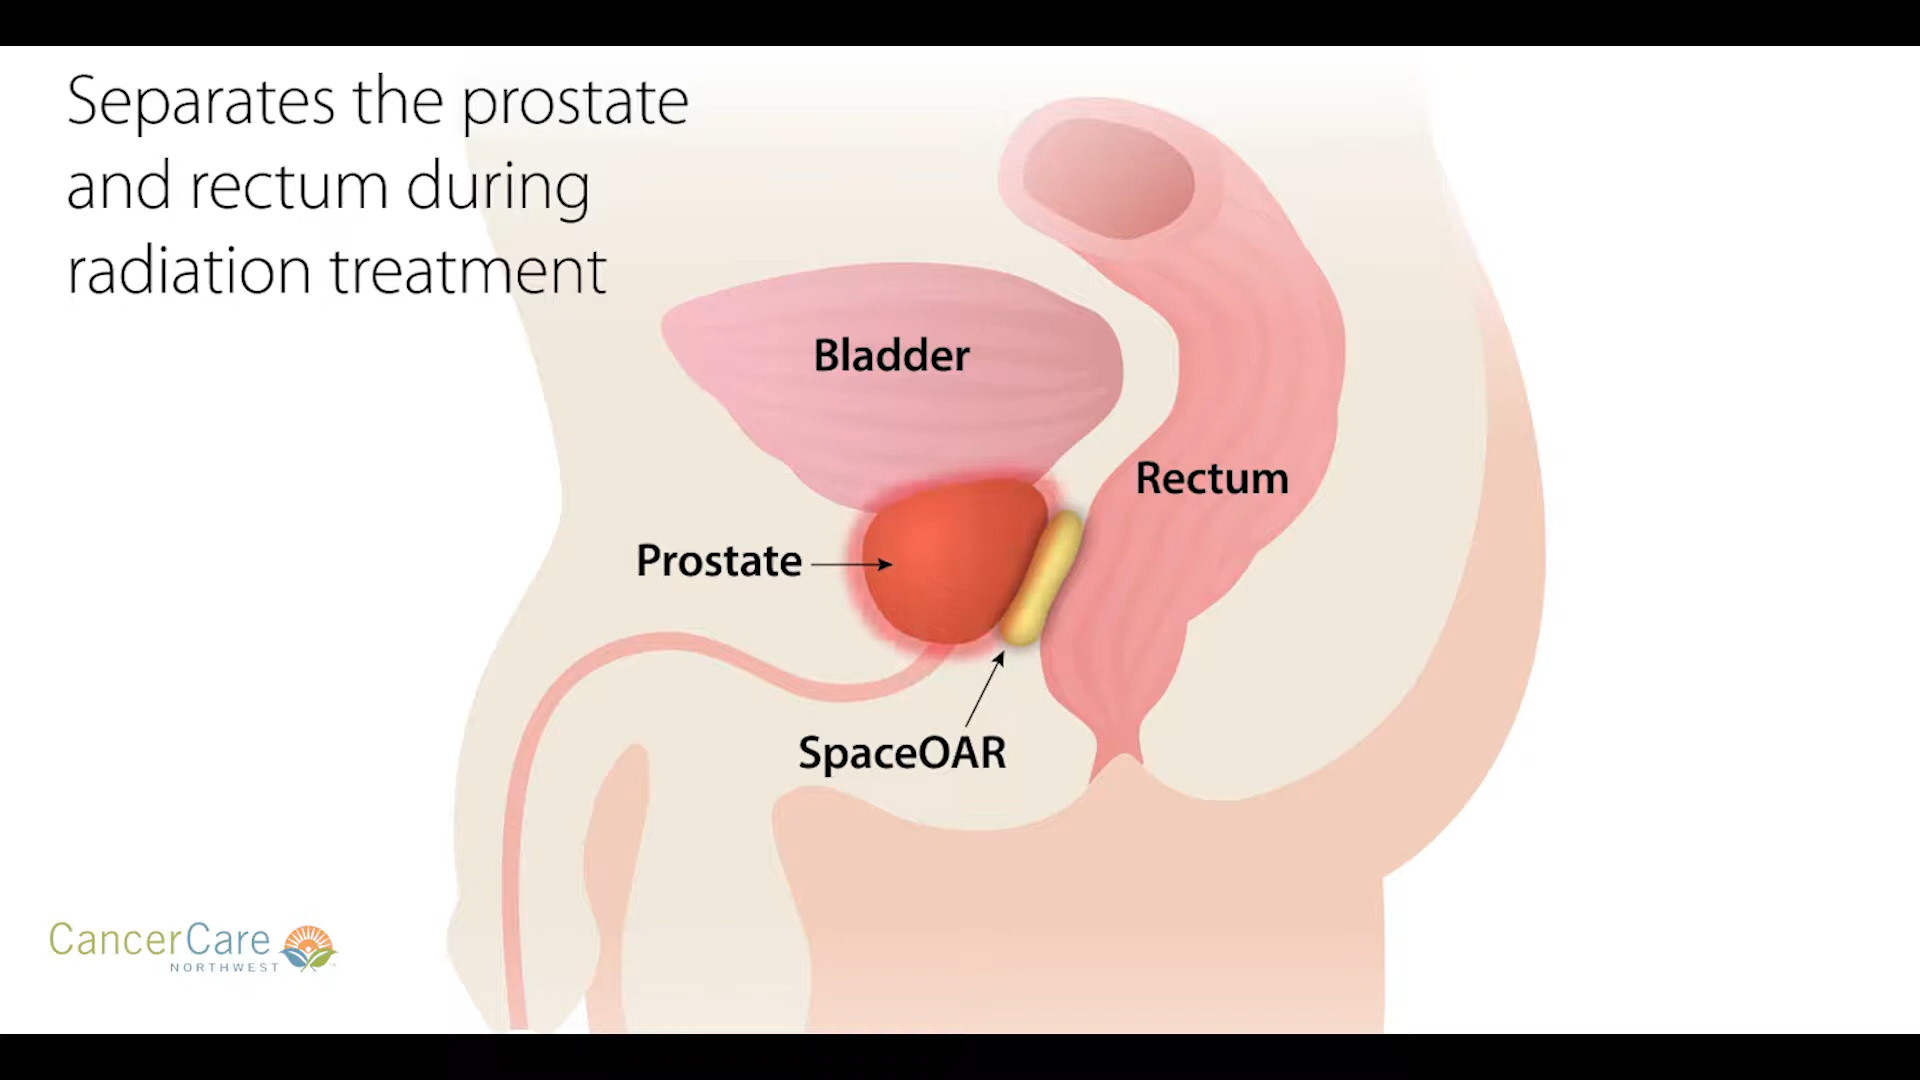 Separates the prostate
and rectum during
radiation treatment
Bladder
Rectum
Prostate
SpaceOAR
CancerCare
NORTHWEST